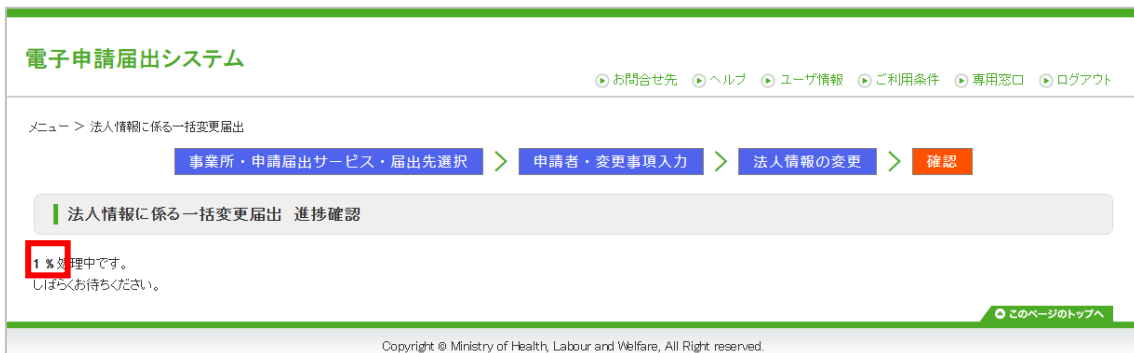 電子申請届出システム
お問合せ先 ヘルプ ユーザ情報 ご利用条件 専用窓口 ログアウト
メニュー > 法人情報に係る一括変更届出
事業所・申請届出サービス・届出先選択 > 申請者・変更事項入力 > 法人情報の変更 > 確認
法人情報に係る一括変更届出 進捗確認
1 %処理中です。
しばらくお待ちください。
このページのトップへ
Copyright © Ministry of Health, Labour and Welfare, All Right reserved.